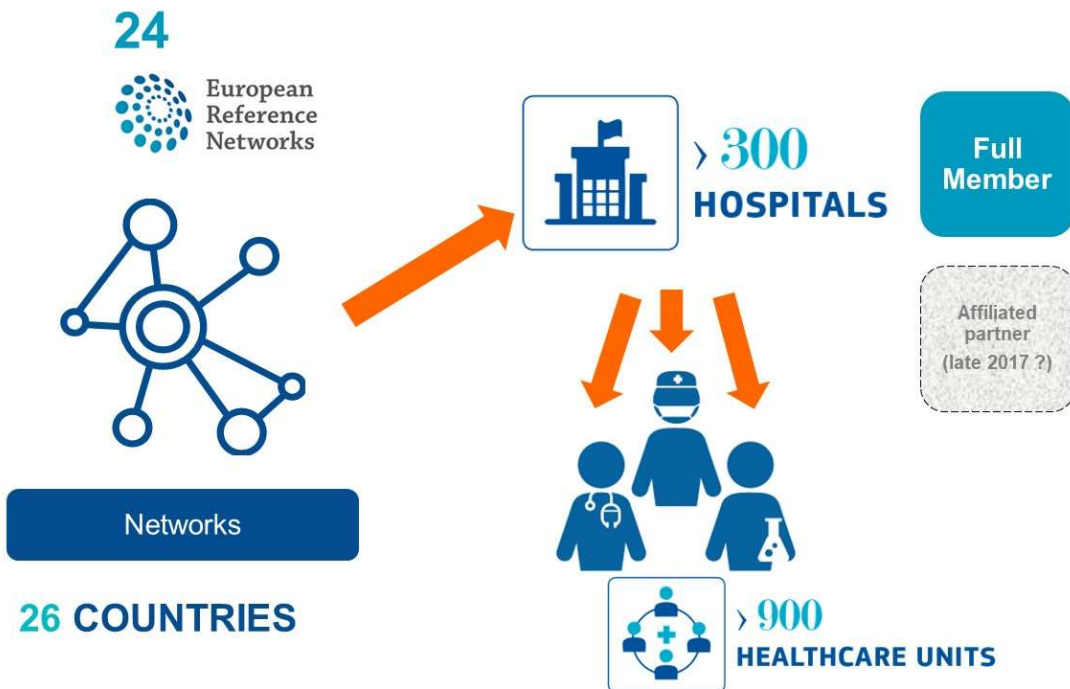 24
European
Reference
Networks
› 300
HOSPITALS
Full
Member
Affiliated
partner
(late 2017 ?)
Networks
26 COUNTRIES
› 900
HEALTHCARE UNITS